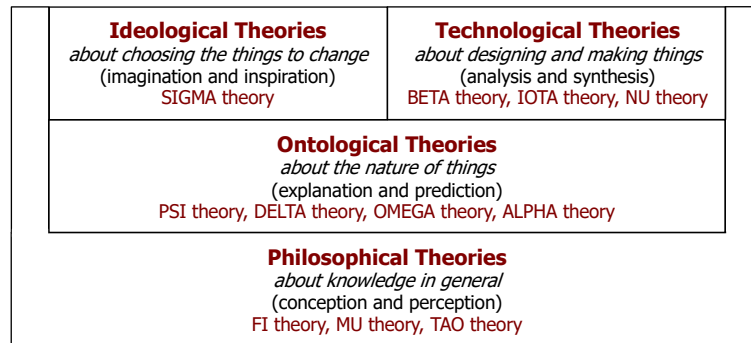 Ideological Theories
about choosing the things to change
(imagination and inspiration)
SIGMA theory
Technological Theories
about designing and making things
(analysis and synthesis)
BETA theory, IOTA theory, NU theory
Ontological Theories
about the nature of things
(explanation and prediction)
PSI theory, DELTA theory, OMEGA theory, ALPHA theory
Philosophical Theories
about knowledge in general
(conception and perception)
FI theory, MU theory, TAO theory